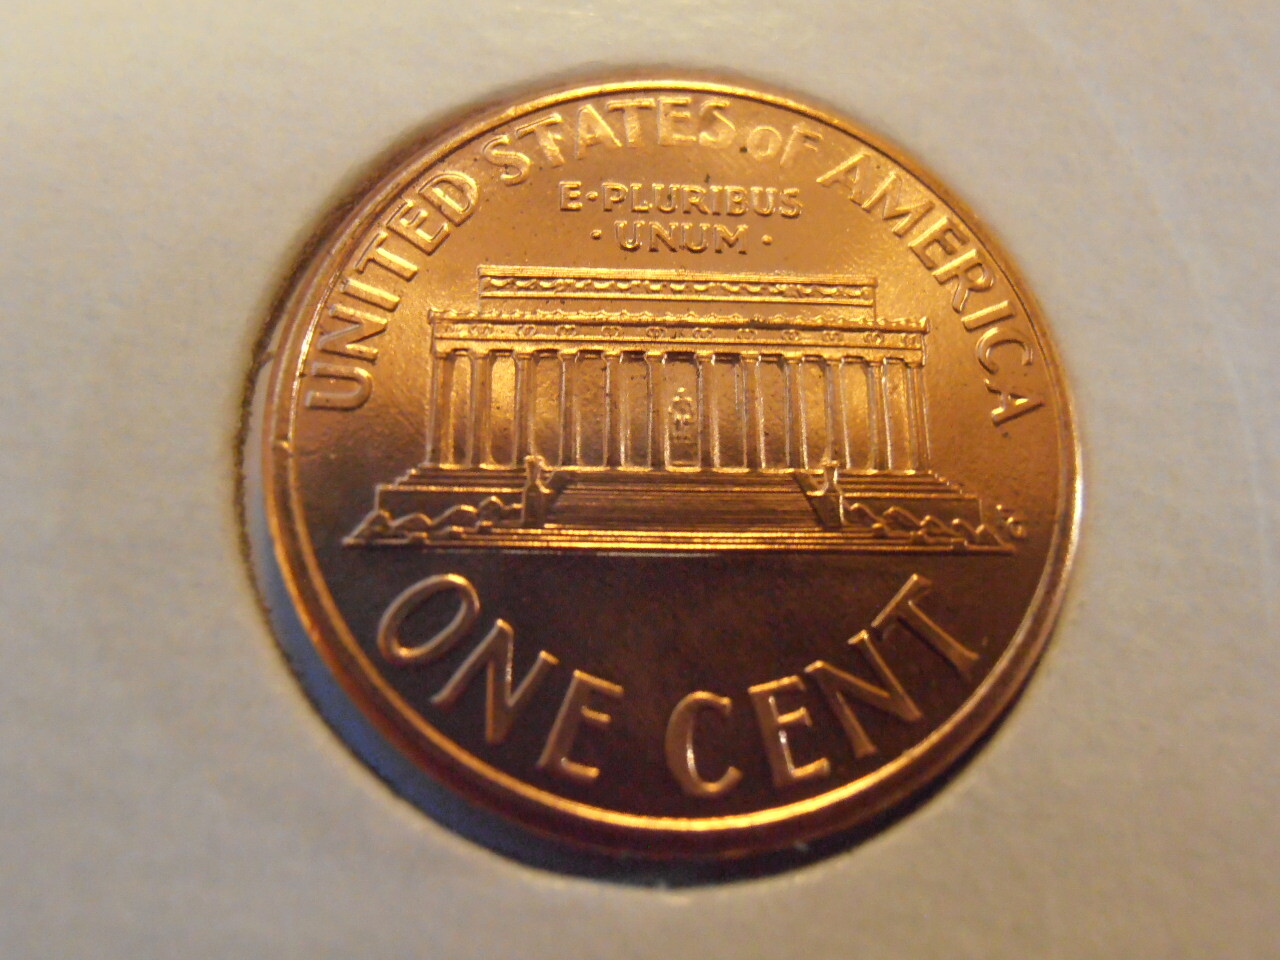 UNITED STATES OF AMERICA
E·PLURIBUS
·UNUM·
ONE CENT